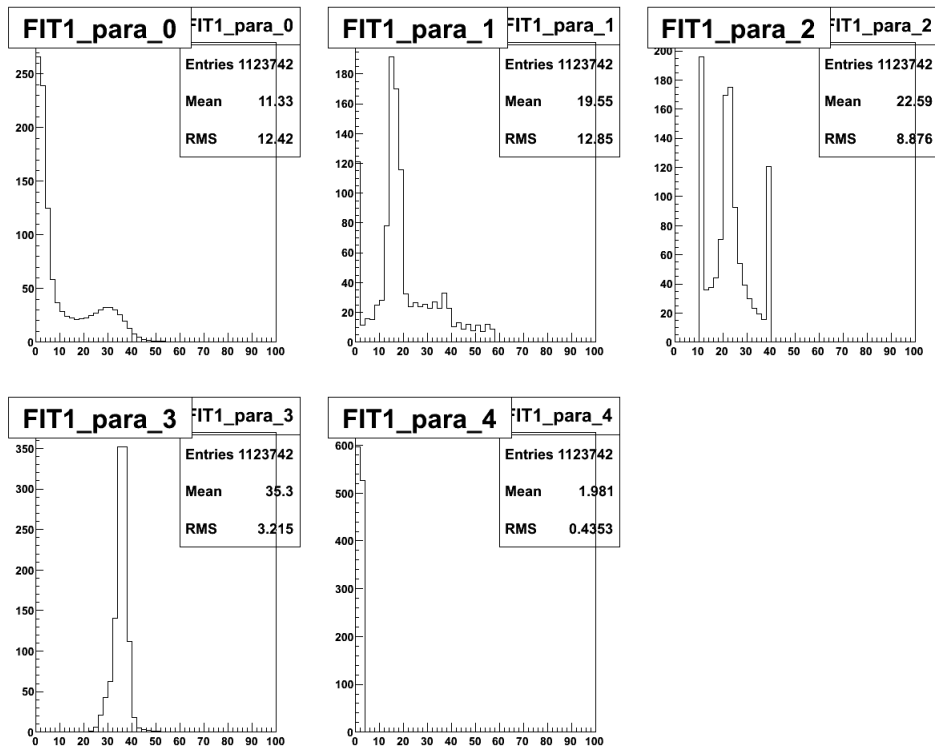 FIT1_para_0
FIT1_para_0
Entries 1123742
Mean 11.33
RMS 12.42
250
200
150
100
50
0
0 10 20 30 40 50 60 70 80 90 100
FIT1_para_1
FIT1_para_1
Entries 1123742
Mean 19.55
RMS 12.85
180
160
140
120
100
80
60
40
20
0
0 10 20 30 40 50 60 70 80 90 100
FIT1_para_2
FIT1_para_2
Entries 1123742
Mean 22.59
RMS 8.876
200
180
160
140
120
100
80
60
40
20
0
0 10 20 30 40 50 60 70 80 90 100
FIT1_para_3
FIT1_para_3
Entries 1123742
Mean 35.3
RMS 3.215
350
300
250
200
150
100
50
0
0 10 20 30 40 50 60 70 80 90 100
FIT1_para_4
FIT1_para_4
Entries 1123742
Mean 1.981
RMS 0.4353
600
500
400
300
200
100
0
0 10 20 30 40 50 60 70 80 90 100